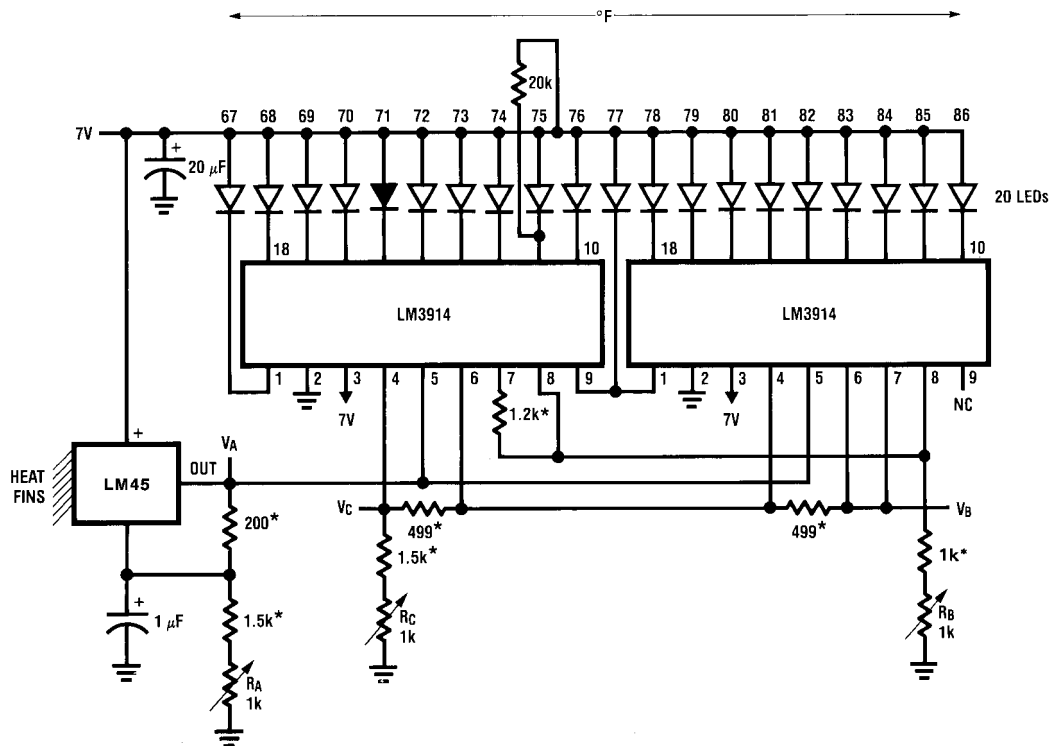 °F
20k
67 68 69 70 71 72 73 74 75 76 77 78 79 80 81 82 83 84 85 86
7V
+
20 μF
20 LEDs
18 10 18 10
LM3914 LM3914
1 2 3 4 5 6 7 8 9 1 2 3 4 5 6 7 8 9
7V 1.2k* 7V NC
+
VA
HEAT FINS
LM45
OUT
VC VB
200* 499* 499*
1.5k* 1k*
+
1 μF
1.5k*
RC 1k
RB 1k
RA 1k